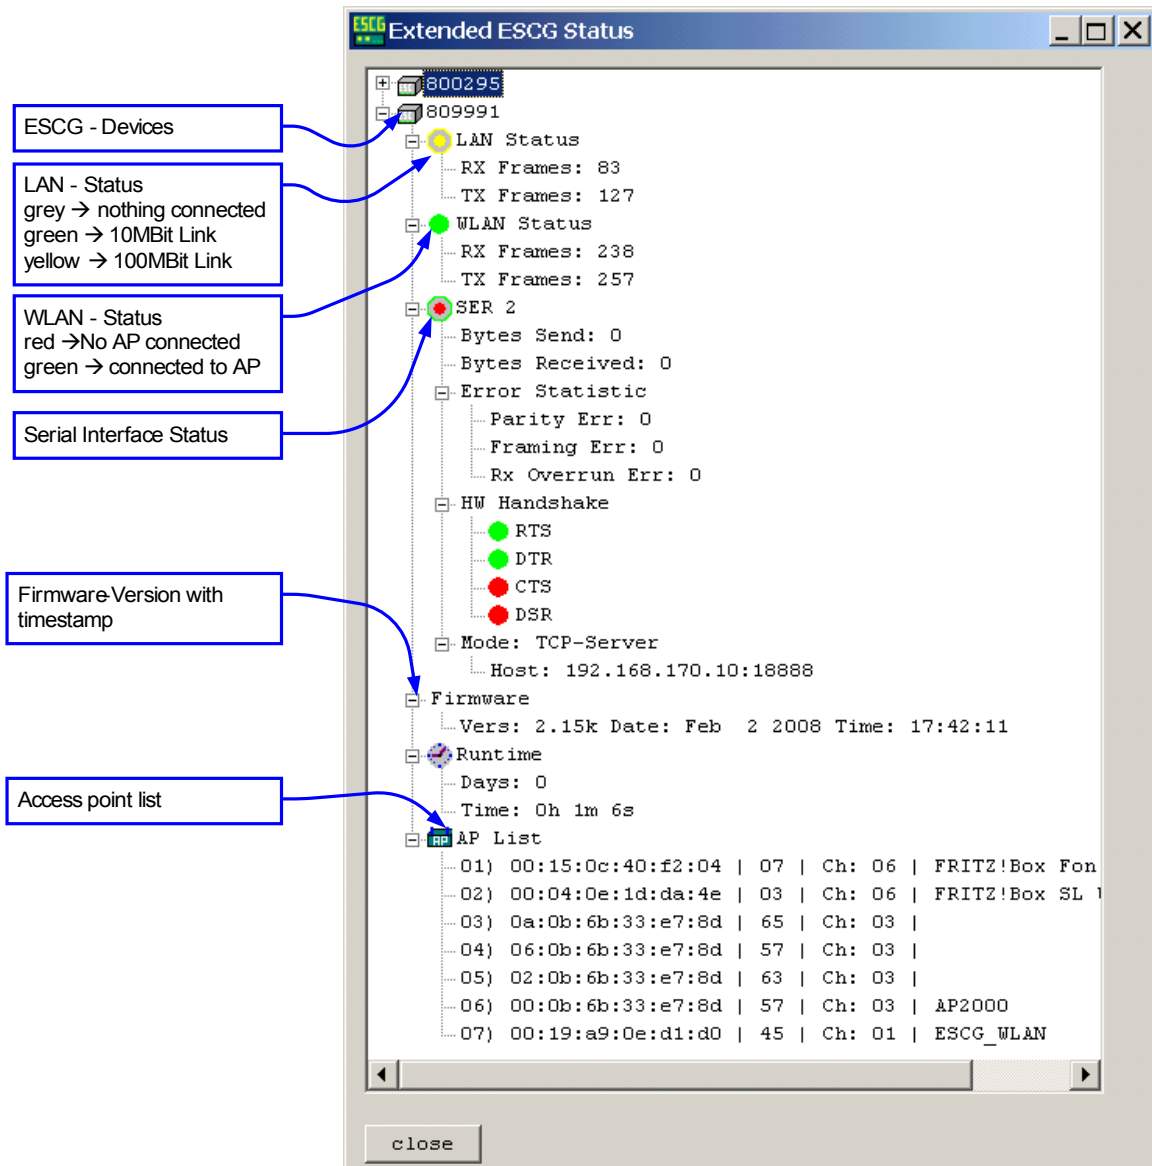 ESCG
Extended ESCG Status
800295
809991
LAN Status
RX Frames: 83
TX Frames: 127
WLAN Status
RX Frames: 238
TX Frames: 257
SER 2
Bytes Send: 0
Bytes Received: 0
Error Statistic
Parity Err: 0
Framing Err: 0
Rx Overrun Err: 0
HW Handshake
RTS
DTR
CTS
DSR
Mode: TCP-Server
Host: 192.168.170.10:18888
Firmware
Vers: 2.15k Date: Feb  2 2008 Time: 17:42:11
Runtime
Days: 0
Time: 0h 1m 6s
AP
AP List
01) 00:15:0c:40:f2:04 | 07 | Ch: 06 | FRITZ!Box Fon
02) 00:04:0e:1d:da:4e | 03 | Ch: 06 | FRITZ!Box SL
03) 0a:0b:6b:33:e7:8d | 65 | Ch: 03 |
04) 06:0b:6b:33:e7:8d | 57 | Ch: 03 |
05) 02:0b:6b:33:e7:8d | 63 | Ch: 03 |
06) 00:0b:6b:33:e7:8d | 57 | Ch: 03 | AP2000
07) 00:19:a9:0e:d1:d0 | 45 | Ch: 01 | ESCG_WLAN
close
ESCG - Devices
LAN - Status
grey → nothing connected
green → 10MBit Link
yellow → 100MBit Link
WLAN - Status
red →No AP connected
green → connected to AP
Serial Interface Status
Firmware-Version with
timestamp
Access point list